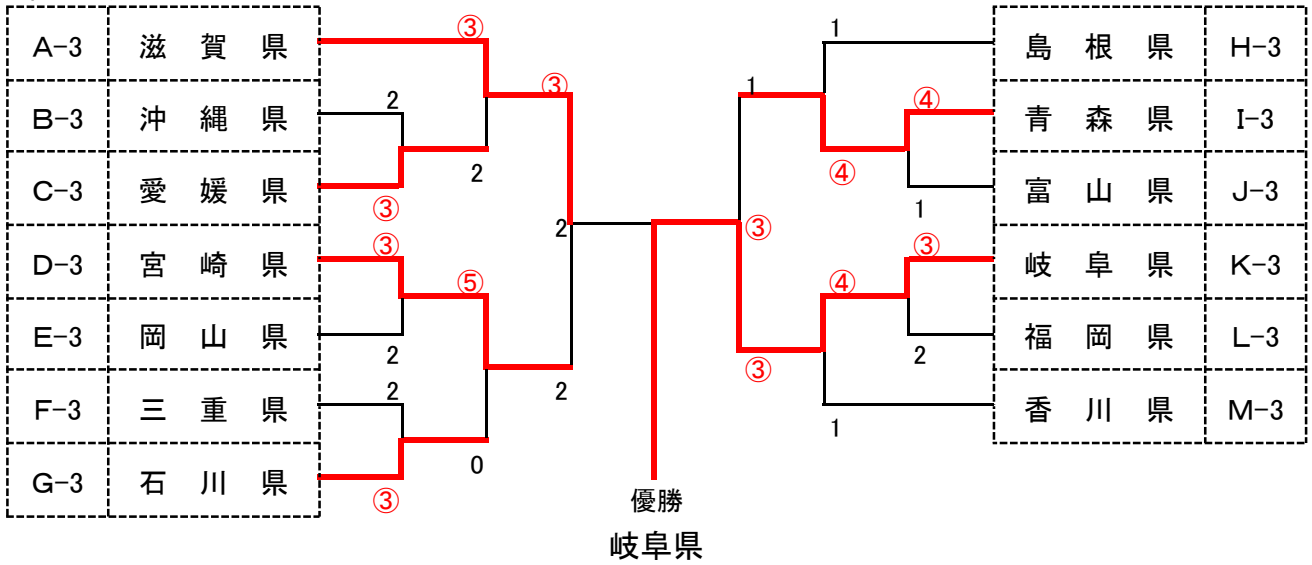 ③ 1
A-3 滋賀県 島根県 H-3
③ 1
2 ④
B-3 沖縄県 青森県 I-3
2 ④
C-3 愛媛県 富山県 J-3
③ 1
2 ③
③ ③
D-3 宮崎県 岐阜県 K-3
⑤ ④
E-3 岡山県 福岡県 L-3
2 2
③
2 2
F-3 三重県 香川県 M-3
1
0
G-3 石川県
③
優勝
岐阜県